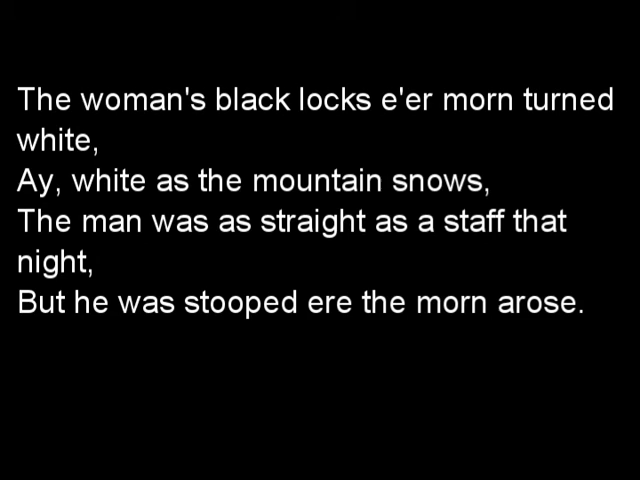 The woman's black locks e'er morn turned
white,
Ay, white as the mountain snows,
The man was as straight as a staff that
night,
But he was stooped ere the morn arose.